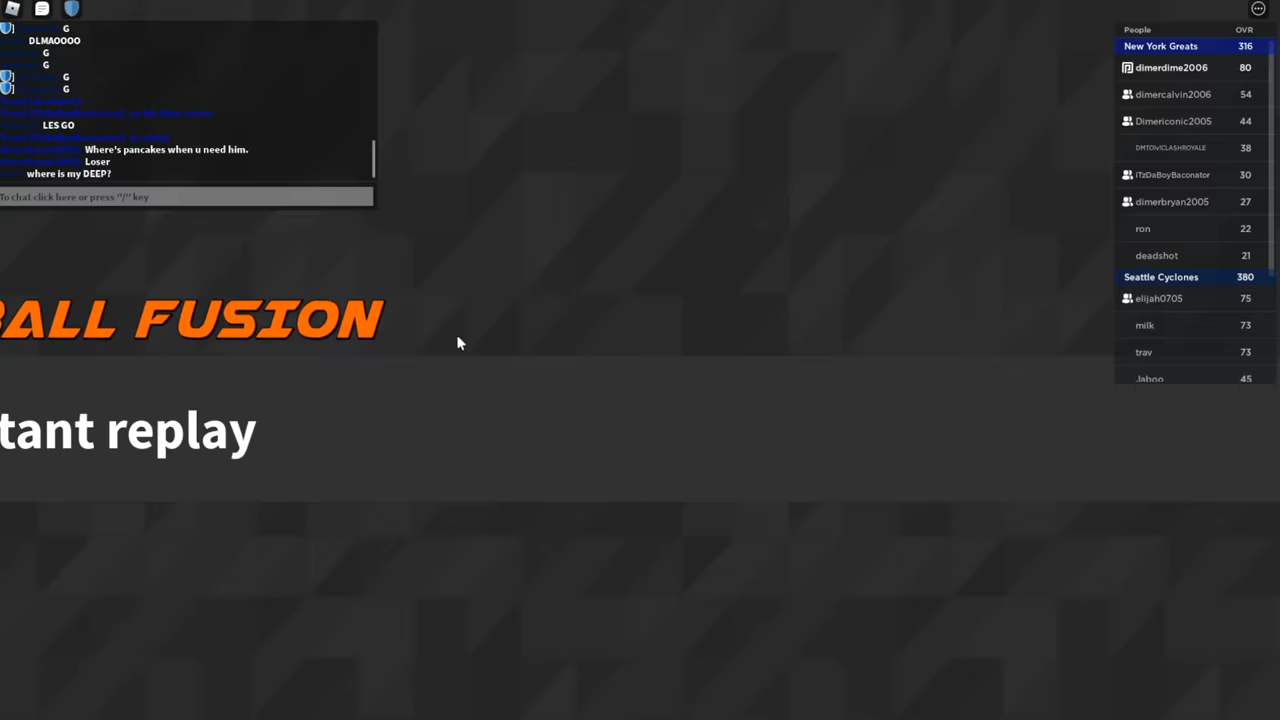 G
DLMAOOOO
G
G
G
G
LES GO
Where's pancakes when u need him.
Loser
where is my DEEP?
To chat click here or press "/" key
BALL FUSION
tant replay
People OVR
New York Greats 316
dimerdime2006 80
dimercalvin2006 54
Dimericonic2005 44
38
iTzDaBoyBaconator 30
dimerbryan2005 27
ron 22
deadshot 21
Seattle Cyclones 380
elijah0705 75
milk 73
trav 73
Jaboo 45